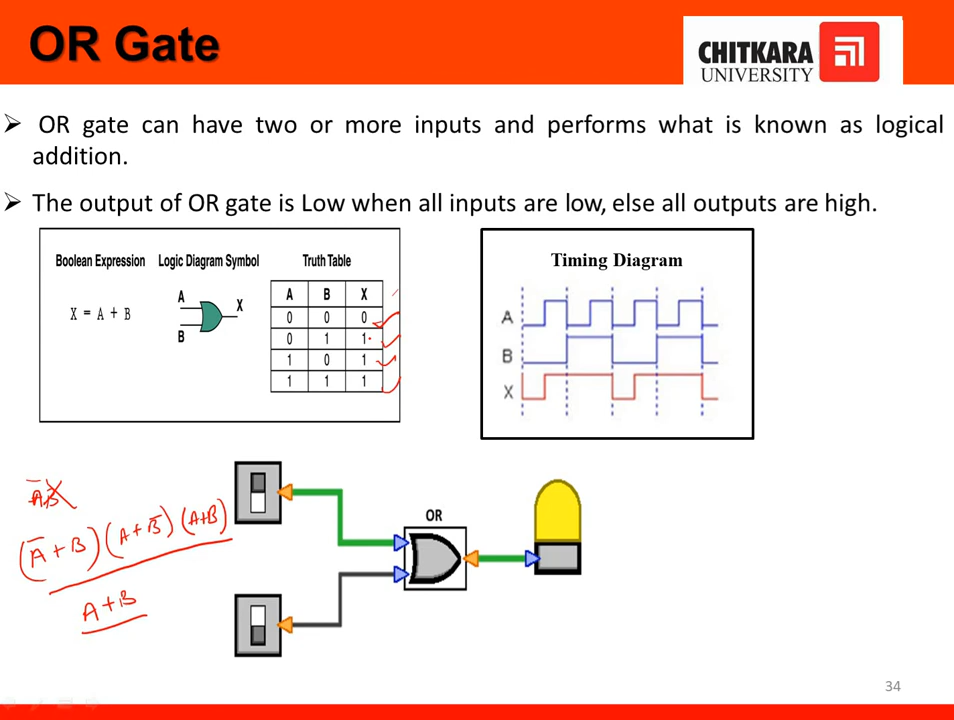 OR Gate
CHITKARA
UNIVERSITY
➢ OR gate can have two or more inputs and performs what is known as logical
addition.
➢ The output of OR gate is Low when all inputs are low, else all outputs are high.
Boolean Expression Logic Diagram Symbol Truth Table
X = A + B
A
B
X
A B X
0 0 0
0 1 1
1 0 1
1 1 1
Timing Diagram
A
B
X
OR
(A̅ + B)(A + B̅)(A+B)
A + B
34